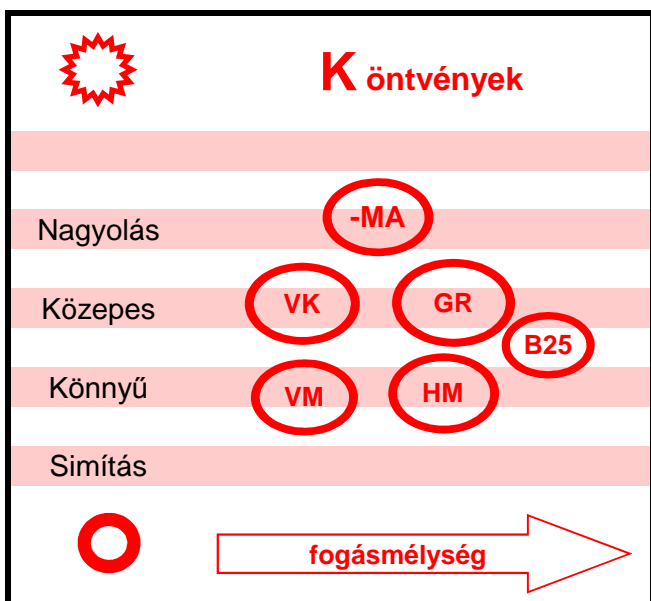 K öntvények
-MA
Nagyolás
VK GR
Közepes
B25
Könnyű
VM HM
Simítás
fogásmélység